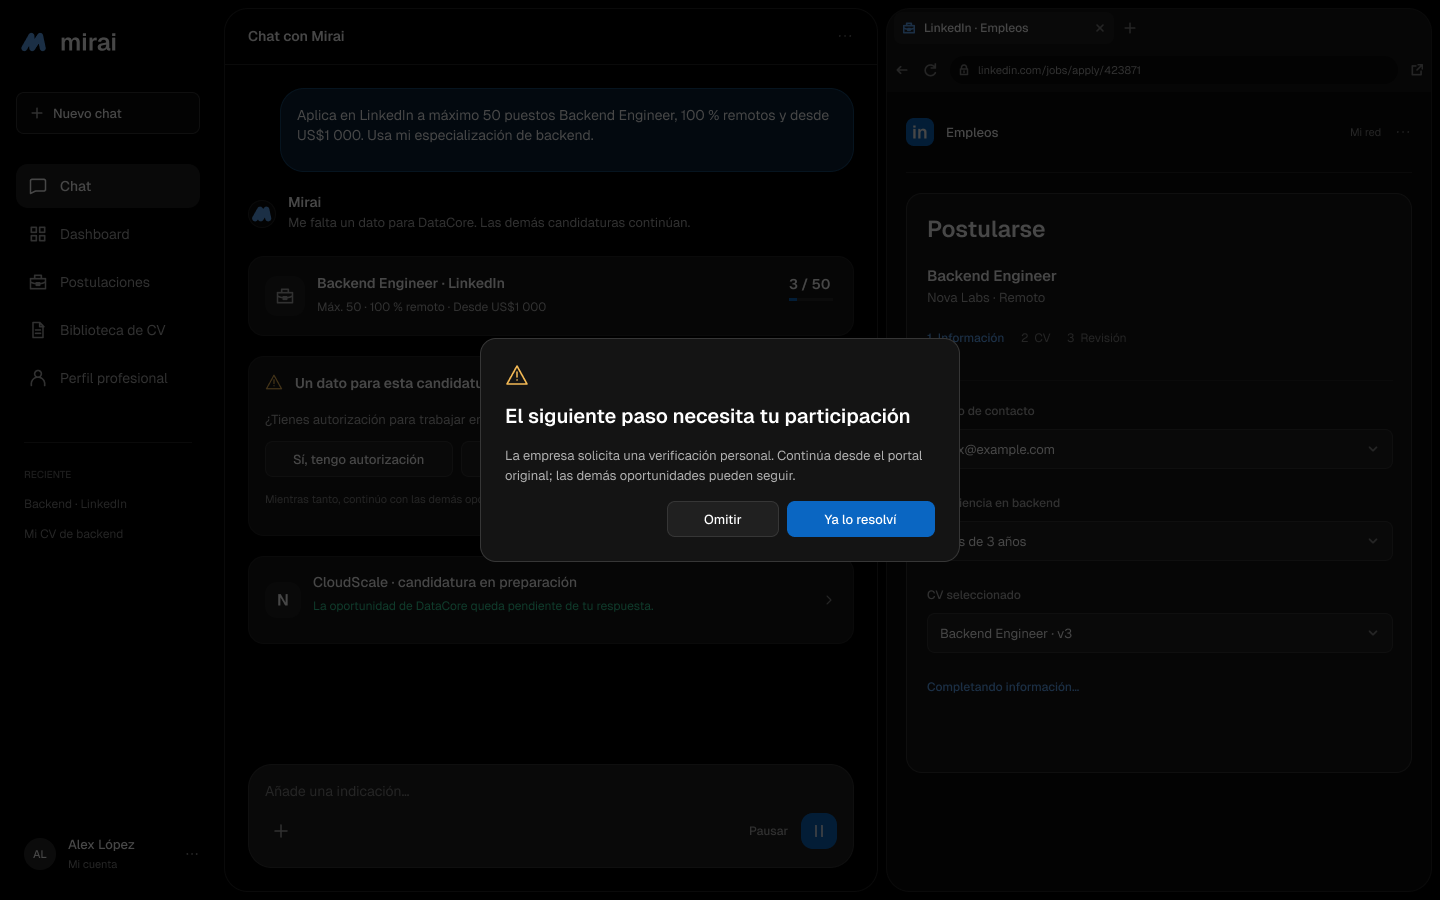 mirai
Nuevo chat
Chat
Dashboard
Postulaciones
Biblioteca de CV
Perfil profesional
RECIENTE
Backend · LinkedIn
Mi CV de backend
AL
Alex López
Mi cuenta
Chat con Mirai
Aplica en LinkedIn a máximo 50 puestos Backend Engineer, 100 % remotos y desde
US$1 000. Usa mi especialización de backend.
Mirai
Me falta un dato para DataCore. Las demás candidaturas continúan.
Backend Engineer · LinkedIn
Máx. 50 · 100 % remoto · Desde US$1 000
3 / 50
Un dato para esta candidatu
¿Tienes autorización para trabajar en
Sí, tengo autorización
Mientras tanto, continúo con las demás opo
N
CloudScale · candidatura en preparación
La oportunidad de DataCore queda pendiente de tu respuesta.
Añade una indicación...
Pausar
El siguiente paso necesita tu participación
La empresa solicita una verificación personal. Continúa desde el portal
original; las demás oportunidades pueden seguir.
Omitir
Ya lo resolví
LinkedIn · Empleos
linkedin.com/jobs/apply/423871
in
Empleos
Mi red
Postularse
Backend Engineer
Nova Labs · Remoto
1 Información 2 CV 3 Revisión
o de contacto
x@example.com
iencia en backend
s de 3 años
CV seleccionado
Backend Engineer · v3
Completando información...